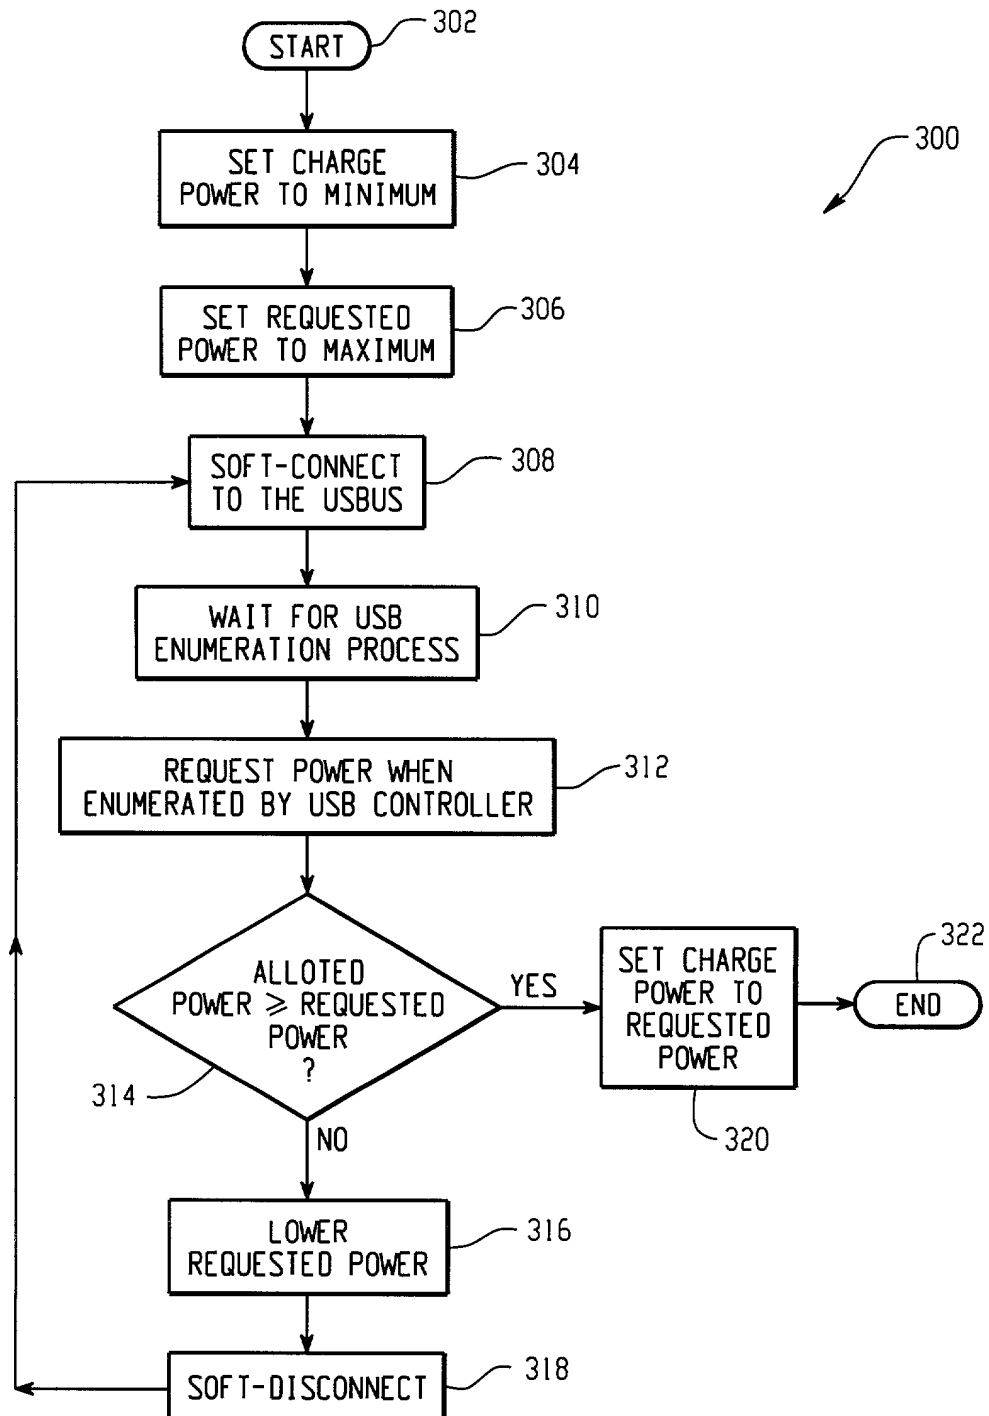 START
302
300
SET CHARGE
POWER TO MINIMUM
304
SET REQUESTED
POWER TO MAXIMUM
306
SOFT-CONNECT
TO THE USBUS
308
WAIT FOR USB
ENUMERATION PROCESS
310
REQUEST POWER WHEN
ENUMERATED BY USB CONTROLLER
312
ALLOTED
POWER ⩾ REQUESTED
POWER
?
314
YES
SET CHARGE
POWER TO
REQUESTED
POWER
320
END
322
NO
LOWER
REQUESTED POWER
316
SOFT-DISCONNECT
318